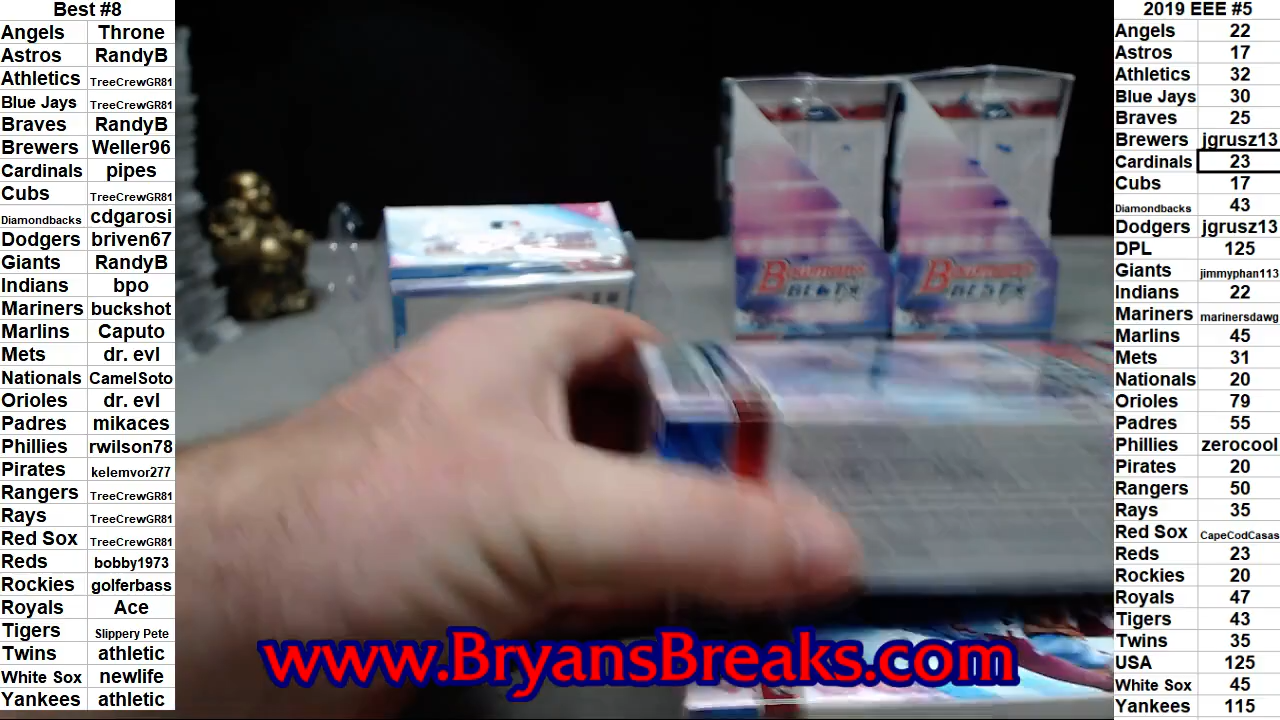 Best #8
Angels Throne
Astros RandyB
Athletics TreeCrewGR81
Blue Jays TreeCrewGR81
Braves RandyB
Brewers Weller96
Cardinals pipes
Cubs TreeCrewGR81
Diamondbacks cdgarosi
Dodgers briven67
Giants RandyB
Indians bpo
Mariners buckshot
Marlins Caputo
Mets dr. evl
Nationals CamelSoto
Orioles dr. evl
Padres mikaces
Phillies rwilson78
Pirates kelemvor277
Rangers TreeCrewGR81
Rays TreeCrewGR81
Red Sox TreeCrewGR81
Reds bobby1973
Rockies golferbass
Royals Ace
Tigers Slippery Pete
Twins athletic
White Sox newlife
Yankees athletic
BOWMAN'S
BEST
BOWMAN'S
BEST
www.BryansBreaks.com
2019 EEE #5
Angels 22
Astros 17
Athletics 32
Blue Jays 30
Braves 25
Brewers jgrusz13
Cardinals 23
Cubs 17
Diamondbacks 43
Dodgers jgrusz13
DPL 125
Giants jimmyphan113
Indians 22
Mariners marinersdawg
Marlins 45
Mets 31
Nationals 20
Orioles 79
Padres 55
Phillies zerocool
Pirates 20
Rangers 50
Rays 35
Red Sox CapeCodCasas
Reds 23
Rockies 20
Royals 47
Tigers 43
Twins 35
USA 125
White Sox 45
Yankees 115